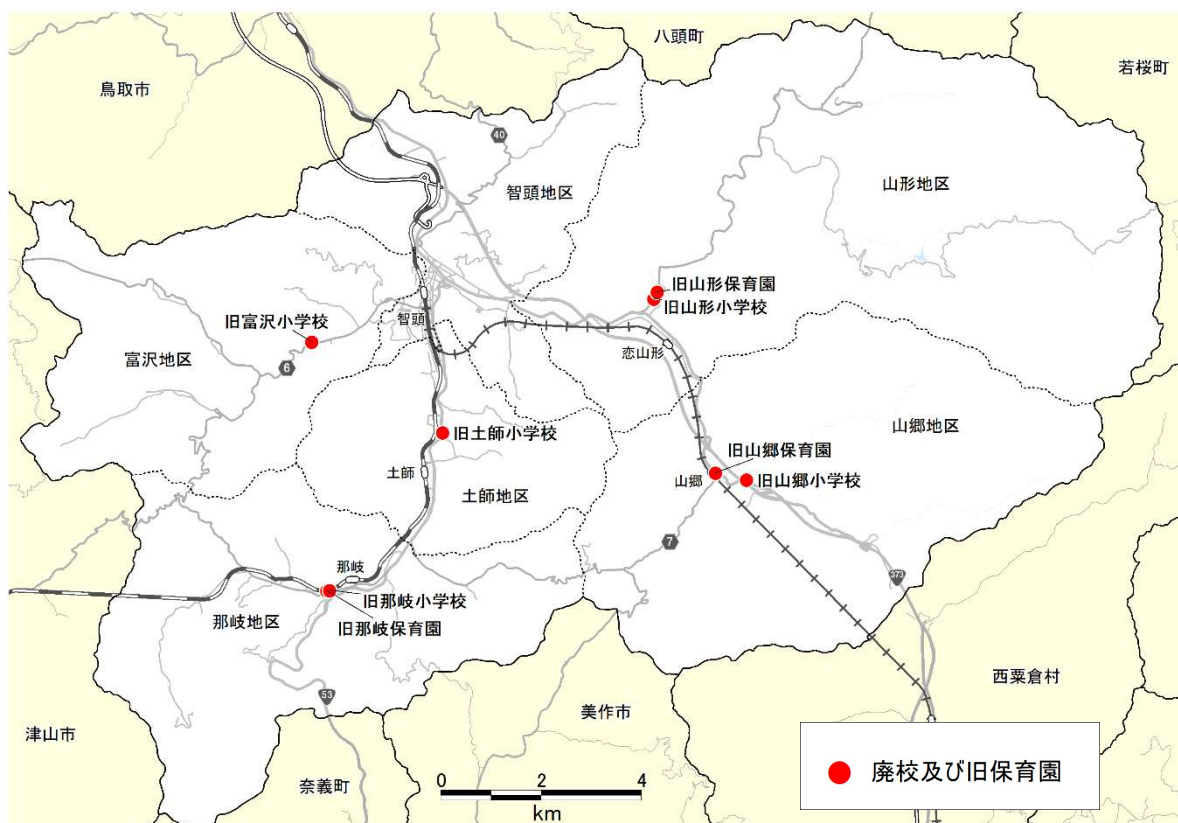 八頭町
若桜町
鳥取市
40
智頭地区
山形地区
旧山形保育園
旧山形小学校
旧富沢小学校
智頭
恋山形
富沢地区
6
山郷地区
旧土師小学校
旧山郷保育園
土師
山郷
旧山郷小学校
土師地区
7
那岐
373
旧那岐小学校
那岐地区
旧那岐保育園
西粟倉村
53
美作市
津山市
奈義町
0 2 4
km
廃校及び旧保育園